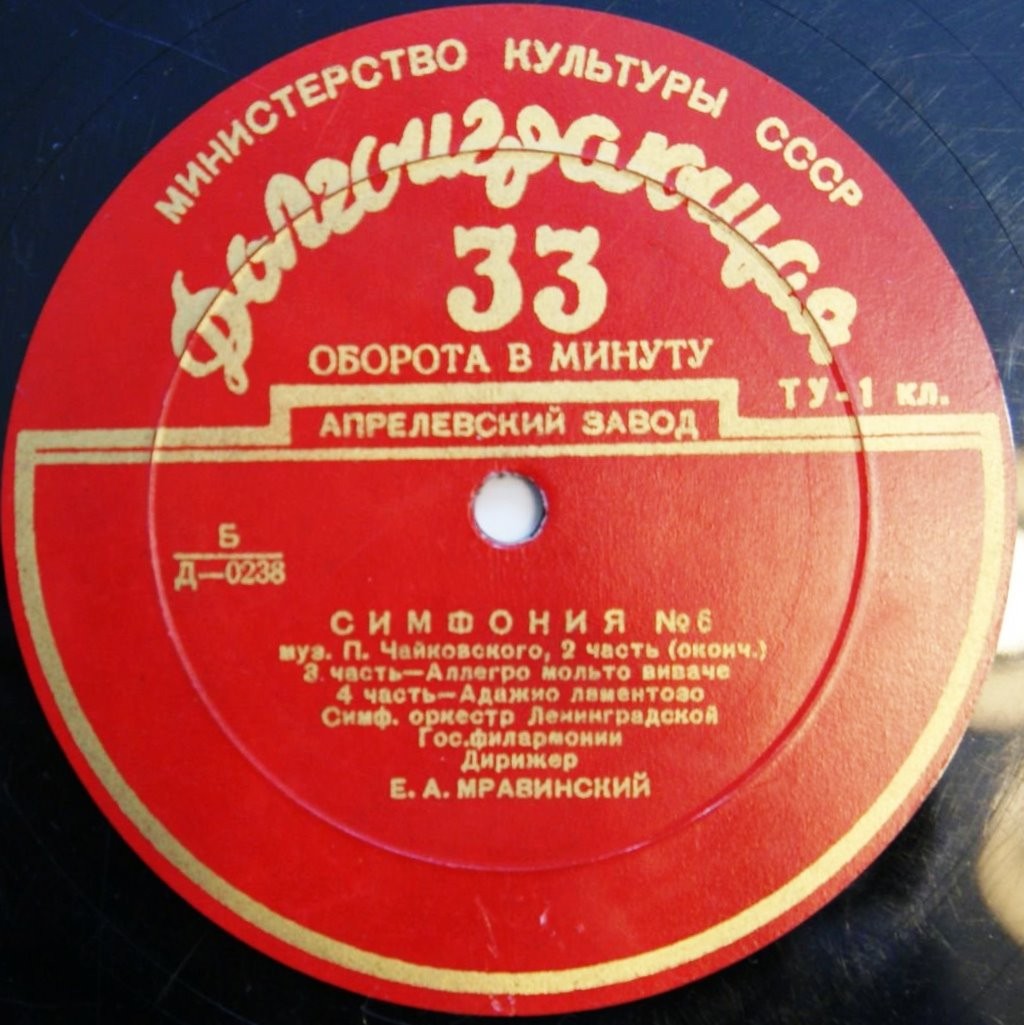 МИНИСТЕРСТВО КУЛЬТУРЫ СССР
Долгоиграющая
33
ОБОРОТА В МИНУТУ
ТУ-1 кл.
АПРЕЛЕВСКИЙ ЗАВОД
Б
Д—0238
СИМФОНИЯ №6
муз. П. Чайковского, 2 часть (оконч.)
3 часть—Аллегро мольто виваче
4 часть—Адажио ламентозо
Симф. оркестр Ленинградской
Гос.филармонии
Дирижер
Е. А. МРАВИНСКИЙ